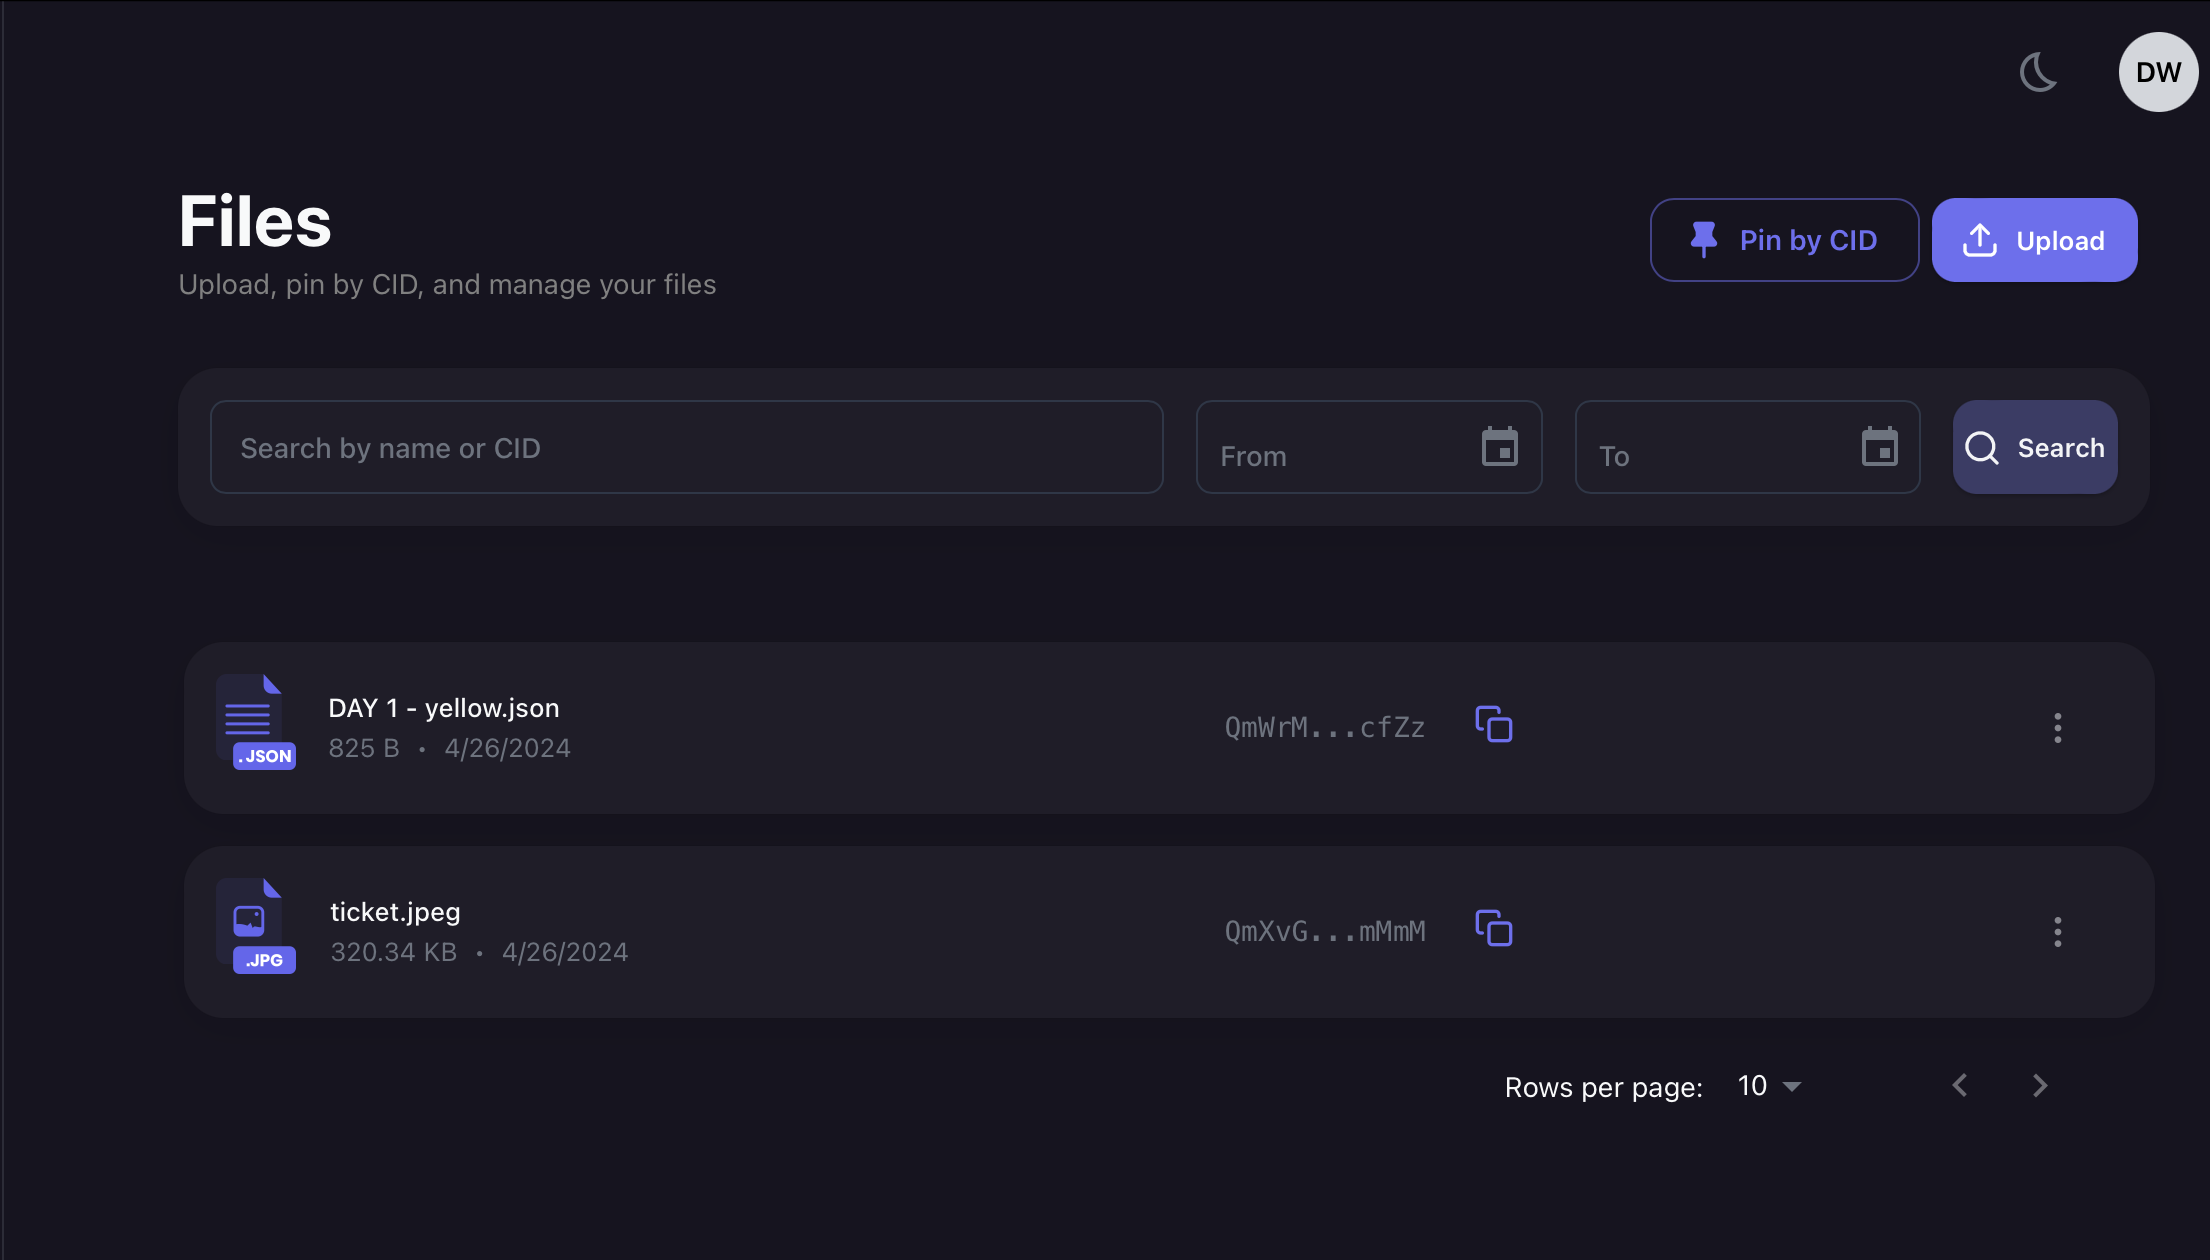 DW
Files
Upload, pin by CID, and manage your files
Pin by CID
Upload
Search by name or CID
From
To
Search
.JSON
DAY 1 - yellow.json
825 B • 4/26/2024
QmWrM...cfZz
.JPG
ticket.jpeg
320.34 KB • 4/26/2024
QmXvG...mMmM
Rows per page: 10